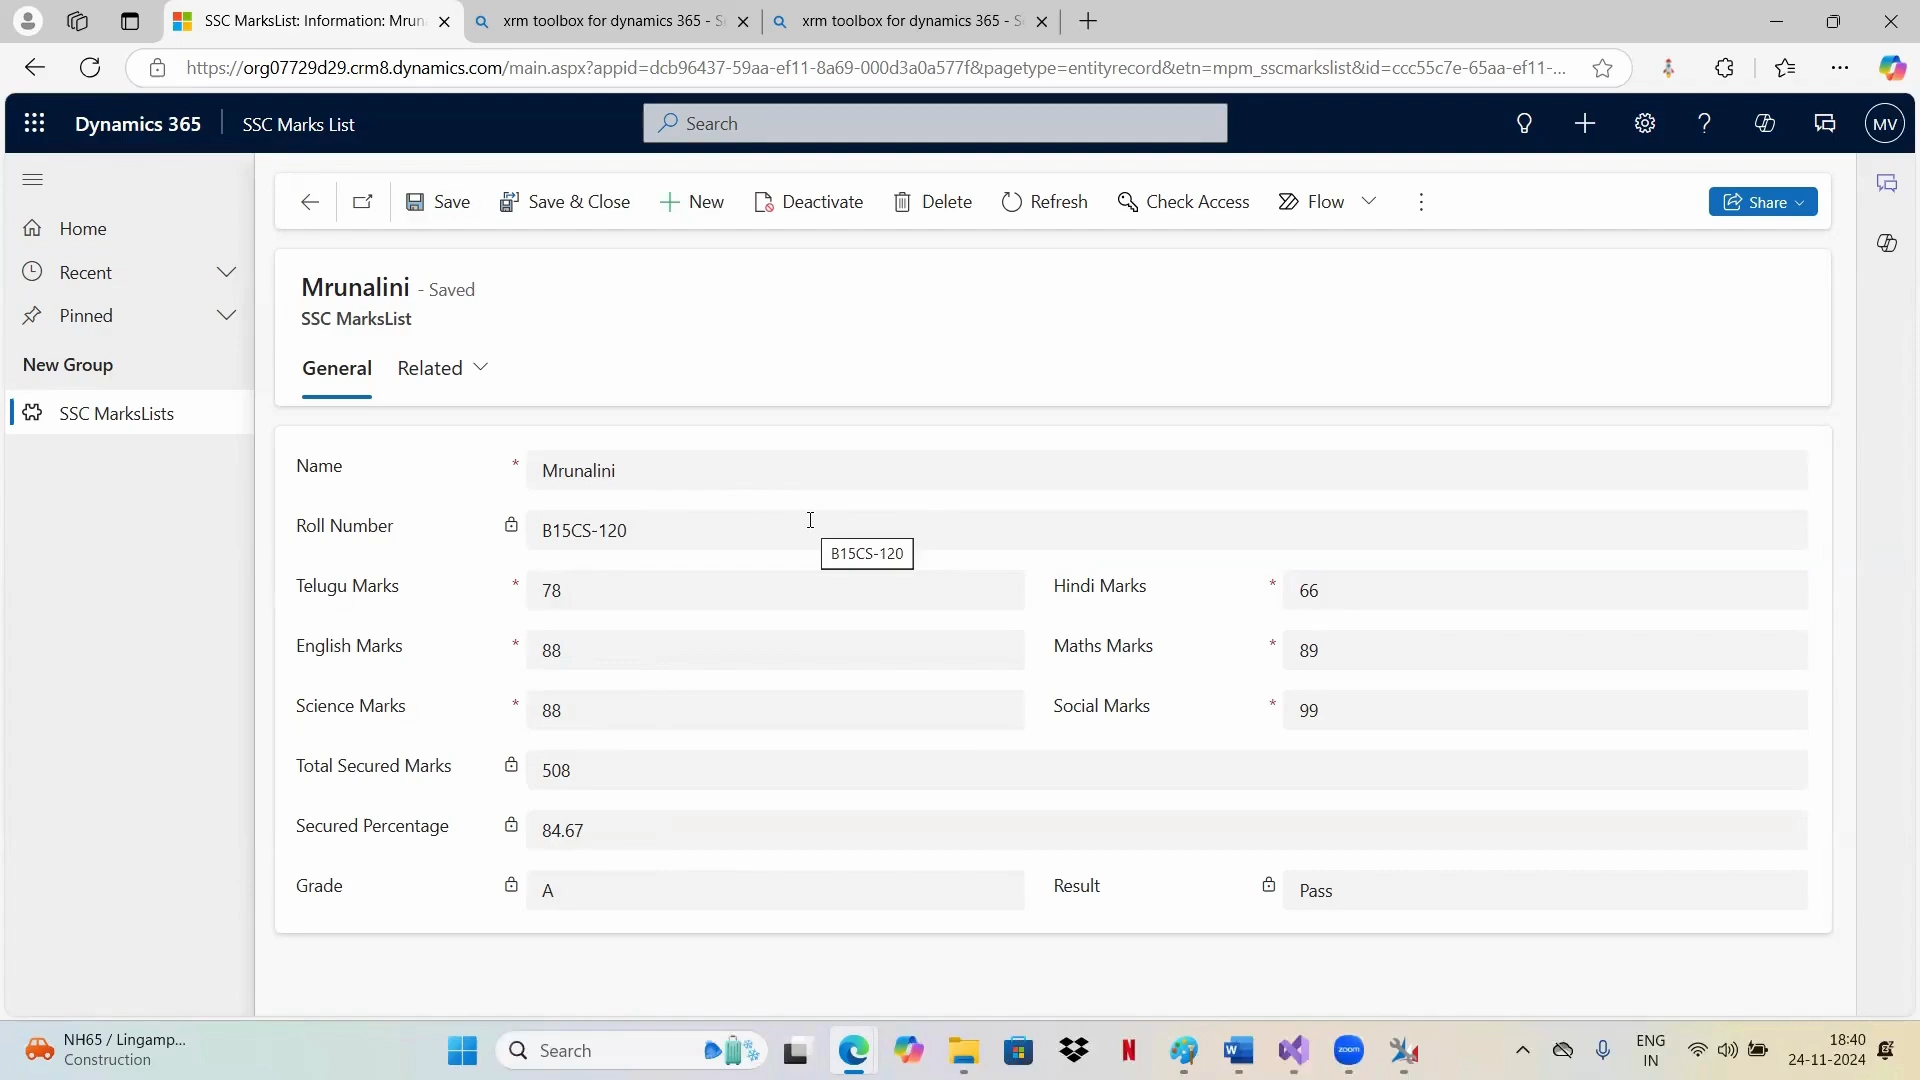 SSC MarksList: Information: Mrun
xrm toolbox for dynamics 365 - S
xrm toolbox for dynamics 365 - S
https://org07729d29.crm8.dynamics.com/main.aspx?appid=dcb96437-59aa-ef11-8a69-000d3a0a577f&pagetype=entityrecord&etn=mpm_sscmarkslist&id=ccc55c7e-65aa-ef11-...
Dynamics 365
SSC Marks List
Search
MV
Save
Save & Close
New
Deactivate
Delete
Refresh
Check Access
Flow
Share
Home
Recent
Pinned
New Group
SSC MarksLists
Mrunalini - Saved
SSC MarksList
General
Related
Name * Mrunalini
Roll Number B15CS-120
B15CS-120
Telugu Marks * 78
Hindi Marks * 66
English Marks * 88
Maths Marks * 89
Science Marks * 88
Social Marks * 99
Total Secured Marks 508
Secured Percentage 84.67
Grade A
Result Pass
NH65 / Lingamp...
Construction
Search
N
W
zoom
ENG
IN
18:40
24-11-2024